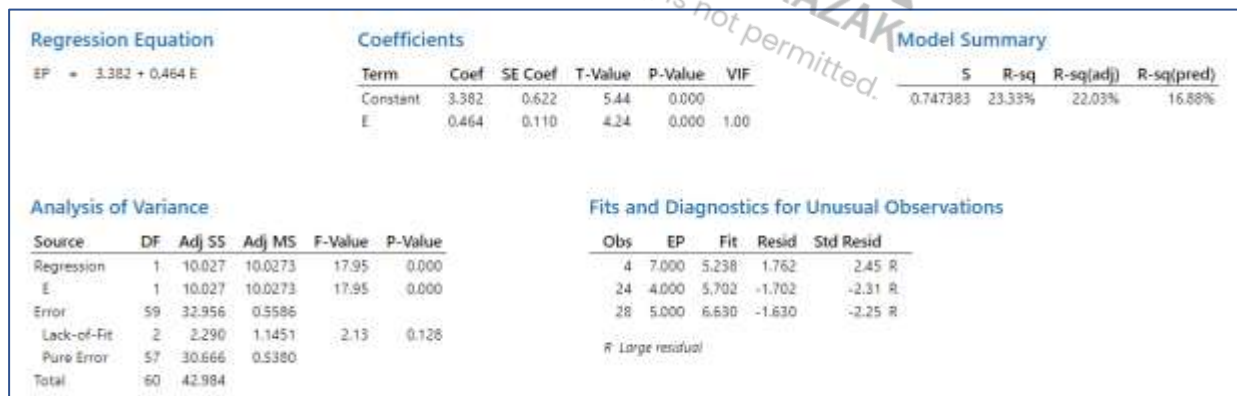 is not permitted.
RAZAK
Regression Equation
EP = 3.382 + 0.464 E
Coefficients
Term Coef SE Coef T-Value P-Value VIF
Constant 3.382 0.622 5.44 0.000
E 0.464 0.110 4.24 0.000 1.00
Model Summary
S R-sq R-sq(adj) R-sq(pred)
0.747383 23.33% 22.03% 16.88%
Analysis of Variance
Source DF Adj SS Adj MS F-Value P-Value
Regression 1 10.027 10.0273 17.95 0.000
E 1 10.027 10.0273 17.95 0.000
Error 59 32.956 0.5586
Lack-of-Fit 2 2.290 1.1451 2.13 0.128
Pure Error 57 30.666 0.5380
Total 60 42.984
Fits and Diagnostics for Unusual Observations
Obs EP Fit Resid Std Resid
4 7.000 5.238 1.762 2.45 R
24 4.000 5.702 -1.702 -2.31 R
28 5.000 6.630 -1.630 -2.25 R
R Large residual